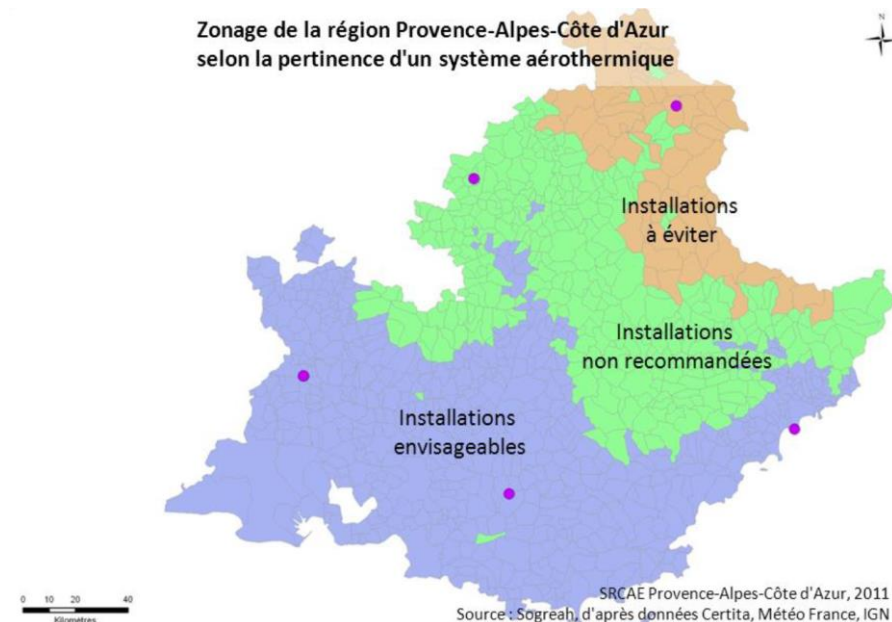 Zonage de la région Provence-Alpes-Côte d'Azur
selon la pertinence d'un système aérothermique
N
Installations
à éviter
Installations
non recommandées
Installations
envisageables
0 10 20 40
Kilomètres
SRCAE Provence-Alpes-Côte d'Azur, 2011
Source : Sogreah, d'après données Certita, Météo France, IGN